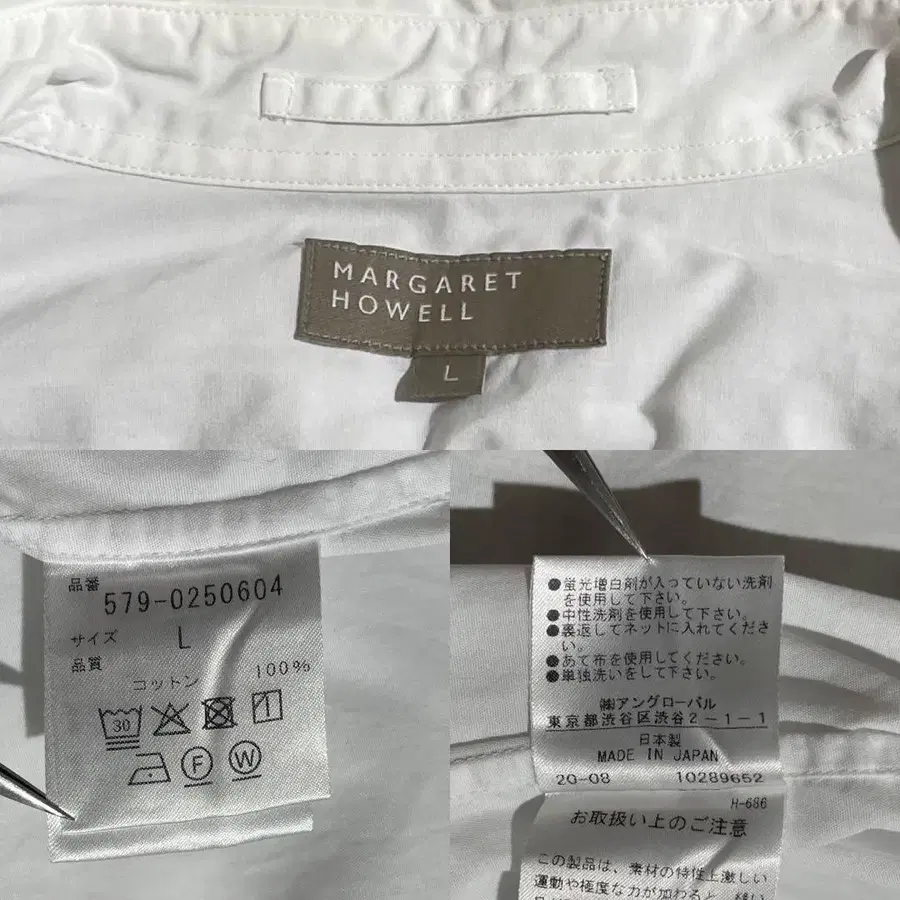 MARGARET
HOWELL
L
品番
579-0250604
サイズ L
品質
コットン 100%
30
F W
●蛍光増白剤が入っていない洗剤
を使用して下さい。
●中性洗剤を使用して下さい。
●裏返してネットに入れてくださ
い。
●あて布を使用してください。
●単独洗いをして下さい。
㈱アングローバル
東京都渋谷区渋谷2-1-1
日本製
MADE IN JAPAN
20-08 10289652
H-686
お取扱い上のご注意
この製品は、素材の特性上激しい
運動や極度な力が加わると、縫い